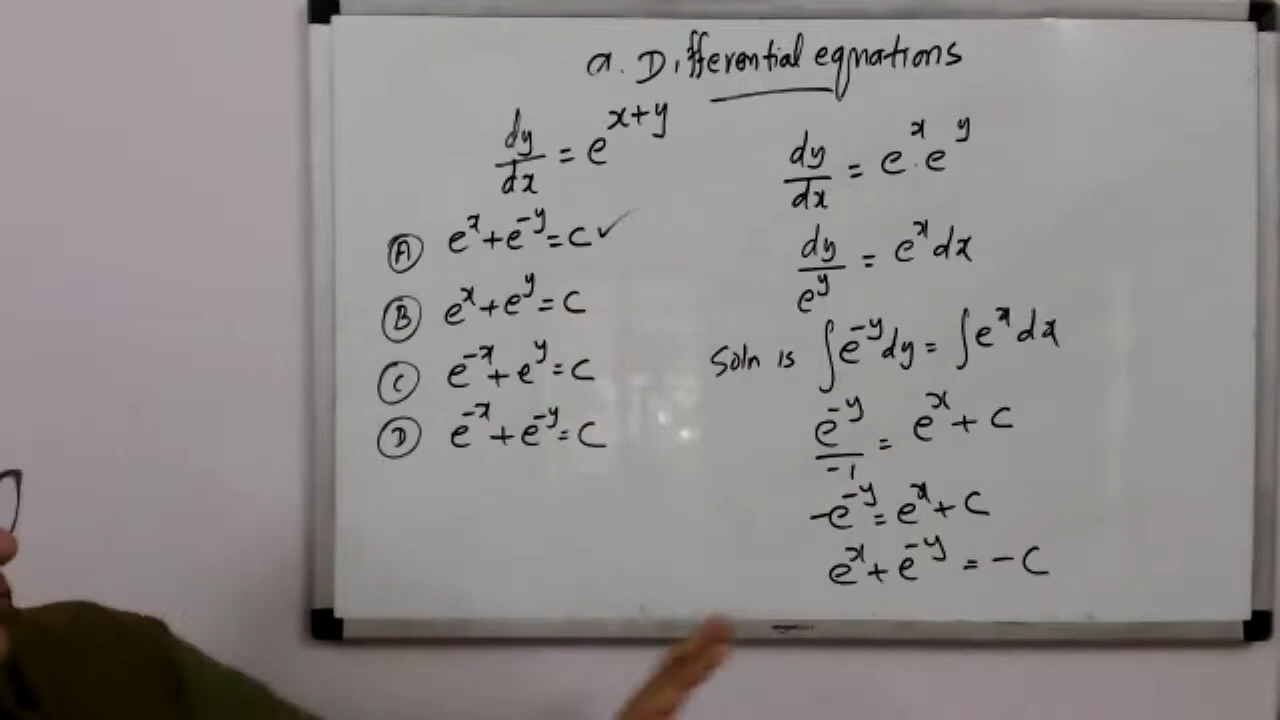 a. Differential equations
dy/dx = e^(x+y)
Ⓐ e^x + e^-y = C ✓
Ⓑ e^x + e^y = C
Ⓒ e^-x + e^y = C
Ⓓ e^-x + e^-y = C
dy/dx = e^x . e^y
dy/e^y = e^x dx
Soln is ∫e^-y dy = ∫e^x dx
e^-y/-1 = e^x + C
-e^-y = e^x + C
e^x + e^-y = -C